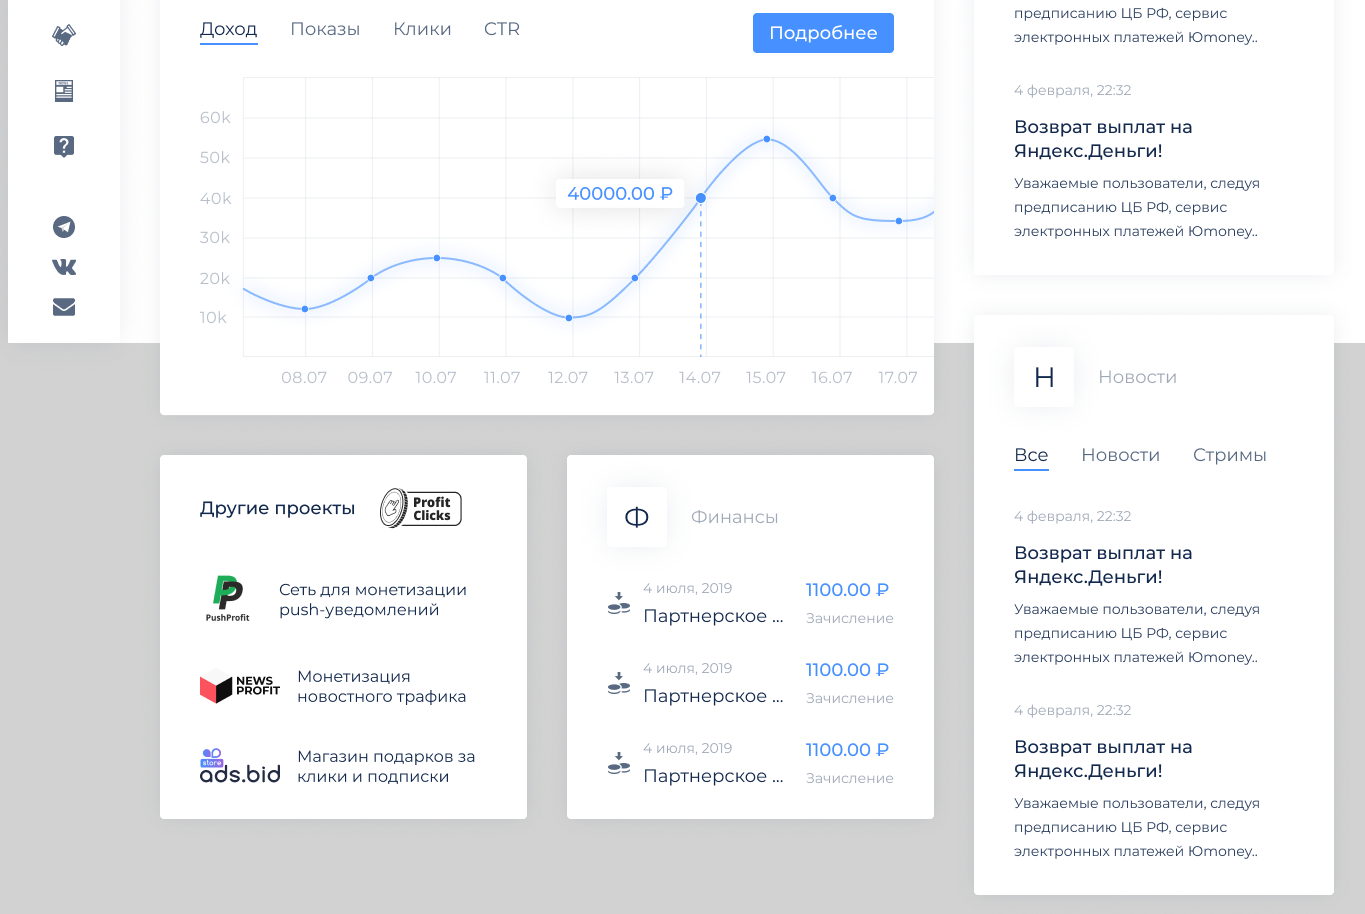 Доход Показы Клики CTR
Подробнее
60k
50k
40k
30k
20k
10k
40000.00 ₽
08.07 09.07 10.07 11.07 12.07 13.07 14.07 15.07 16.07 17.07
Другие проекты
Profit
Clicks
PushProfit
Сеть для монетизации
push-уведомлений
NEWS
PROFIT
Монетизация
новостного трафика
store
ads.bid
Магазин подарков за
клики и подписки
Ф
Финансы
4 июля, 2019
1100.00 ₽
Партнерское ...
Зачисление
4 июля, 2019
1100.00 ₽
Партнерское ...
Зачисление
4 июля, 2019
1100.00 ₽
Партнерское ...
Зачисление
предписанию ЦБ РФ, сервис
электронных платежей Юmoney..
4 февраля, 22:32
Возврат выплат на
Яндекс.Деньги!
Уважаемые пользователи, следуя
предписанию ЦБ РФ, сервис
электронных платежей Юmoney..
Н
Новости
Все Новости Стримы
4 февраля, 22:32
Возврат выплат на
Яндекс.Деньги!
Уважаемые пользователи, следуя
предписанию ЦБ РФ, сервис
электронных платежей Юmoney..
4 февраля, 22:32
Возврат выплат на
Яндекс.Деньги!
Уважаемые пользователи, следуя
предписанию ЦБ РФ, сервис
электронных платежей Юmoney..